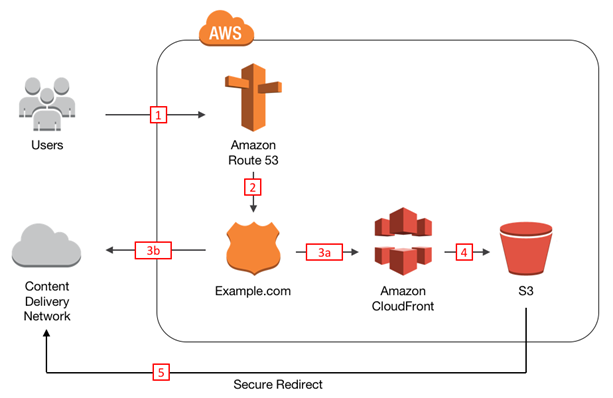 AWS
Users
1
Amazon
Route 53
2
3b
3a
4
Content
Delivery
Network
Example.com
Amazon
CloudFront
S3
5
Secure Redirect